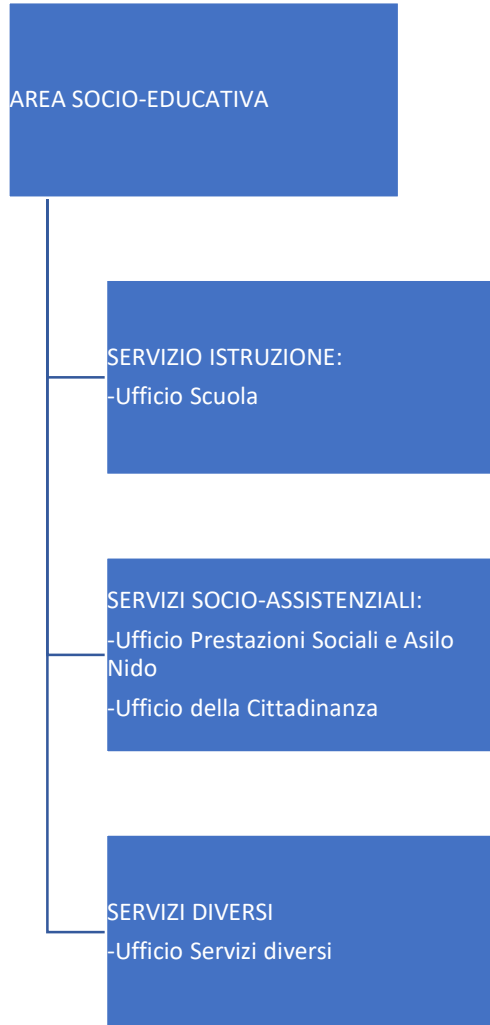 AREA SOCIO-EDUCATIVA
SERVIZIO ISTRUZIONE:
-Ufficio Scuola
SERVIZI SOCIO-ASSISTENZIALI:
-Ufficio Prestazioni Sociali e Asilo
Nido
-Ufficio della Cittadinanza
SERVIZI DIVERSI
-Ufficio Servizi diversi